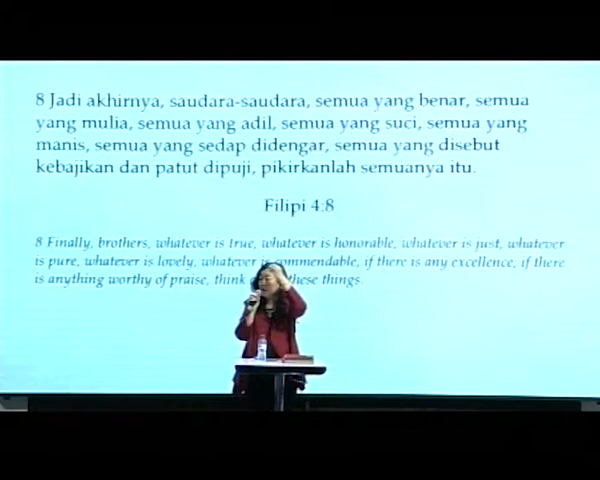 8 Jadi akhirnya, saudara-saudara, semua yang benar, semua
yang mulia, semua yang adil, semua yang suci, semua yang
manis, semua yang sedap didengar, semua yang disebut
kebajikan dan patut dipuji, pikirkanlah semuanya itu.
Filipi 4:8
8 Finally, brothers, whatever is true, whatever is honorable, whatever is just, whatever
is pure, whatever is lovely, whatever is commendable, if there is any excellence, if there
is anything worthy of praise, think these things.